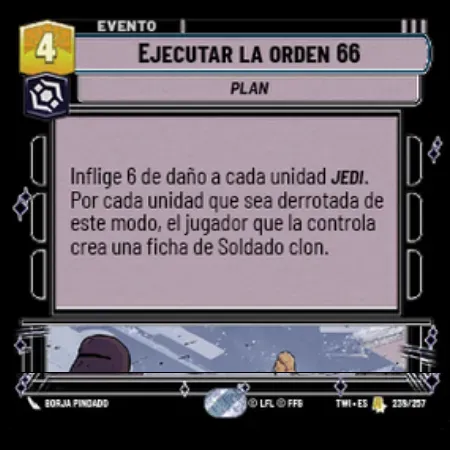 EVENTO
4
EJECUTAR LA ORDEN 66
PLAN
Inflige 6 de daño a cada unidad JEDI.
Por cada unidad que sea derrotada de
este modo, el jugador que la controla
crea una ficha de Soldado clon.
BORJA PINDADO
© LFL © FFG
TWI • ES
239/257